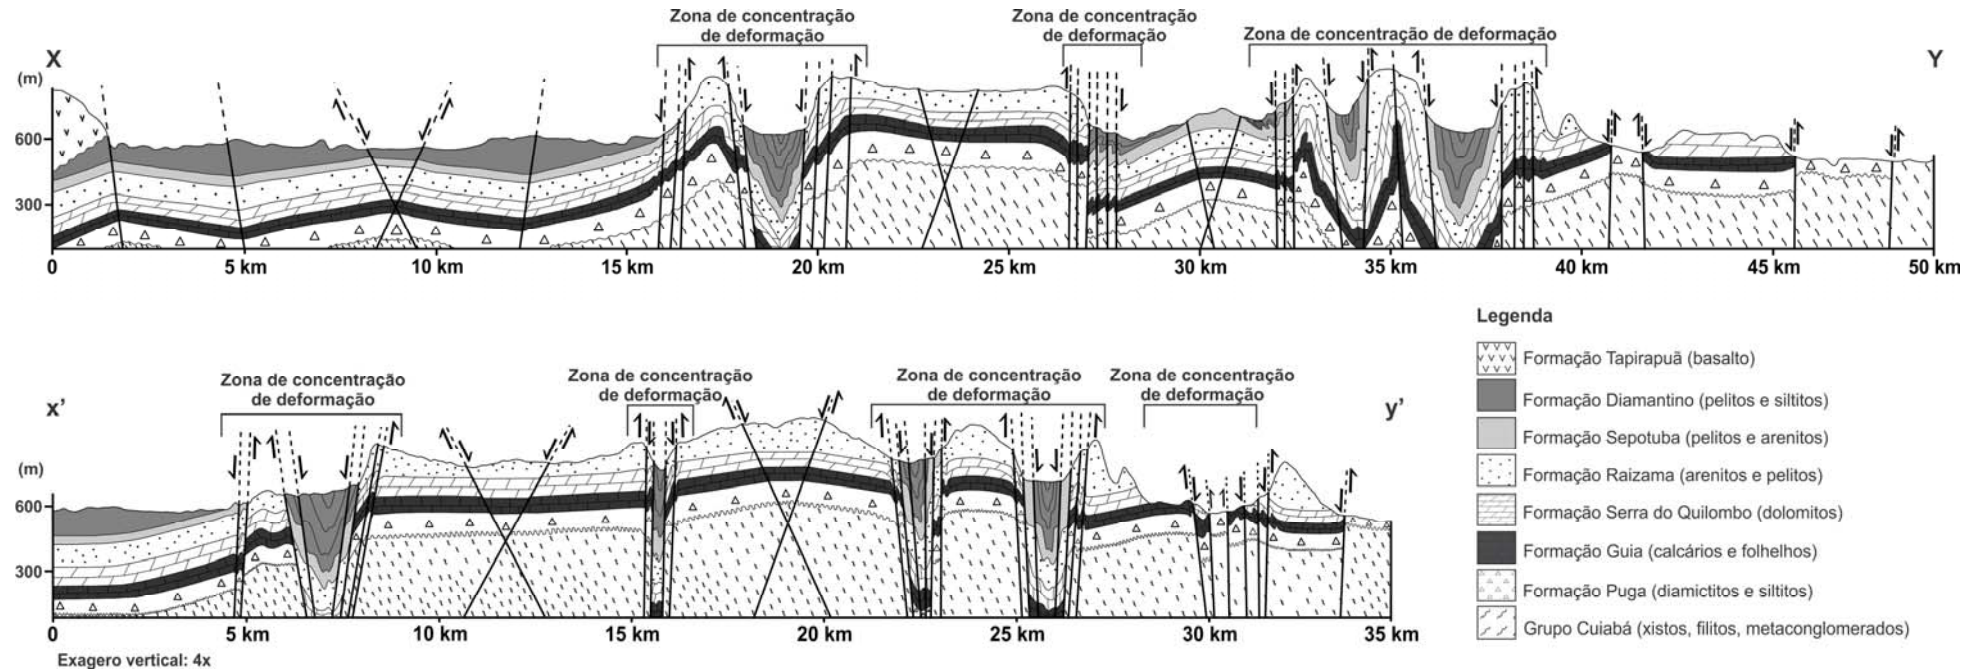 Zona de concentração
de deformação
Zona de concentração
de deformação
Zona de concentração de deformação
X
Y
(m)
600
300
0
5 km
10 km
15 km
20 km
25 km
30 km
35 km
40 km
45 km
50 km
Zona de concentração
de deformação
Zona de concentração
de deformação
Zona de concentração
de deformação
Zona de concentração
de deformação
x'
y'
(m)
600
300
0
5 km
10 km
15 km
20 km
25 km
30 km
35 km
Exagero vertical: 4x
Legenda
Formação Tapirapuã (basalto)
Formação Diamantino (pelitos e siltitos)
Formação Sepotuba (pelitos e arenitos)
Formação Raizama (arenitos e pelitos)
Formação Serra do Quilombo (dolomitos)
Formação Guia (calcários e folhelhos)
Formação Puga (diamictitos e siltitos)
Grupo Cuiabá (xistos, filitos, metaconglomerados)